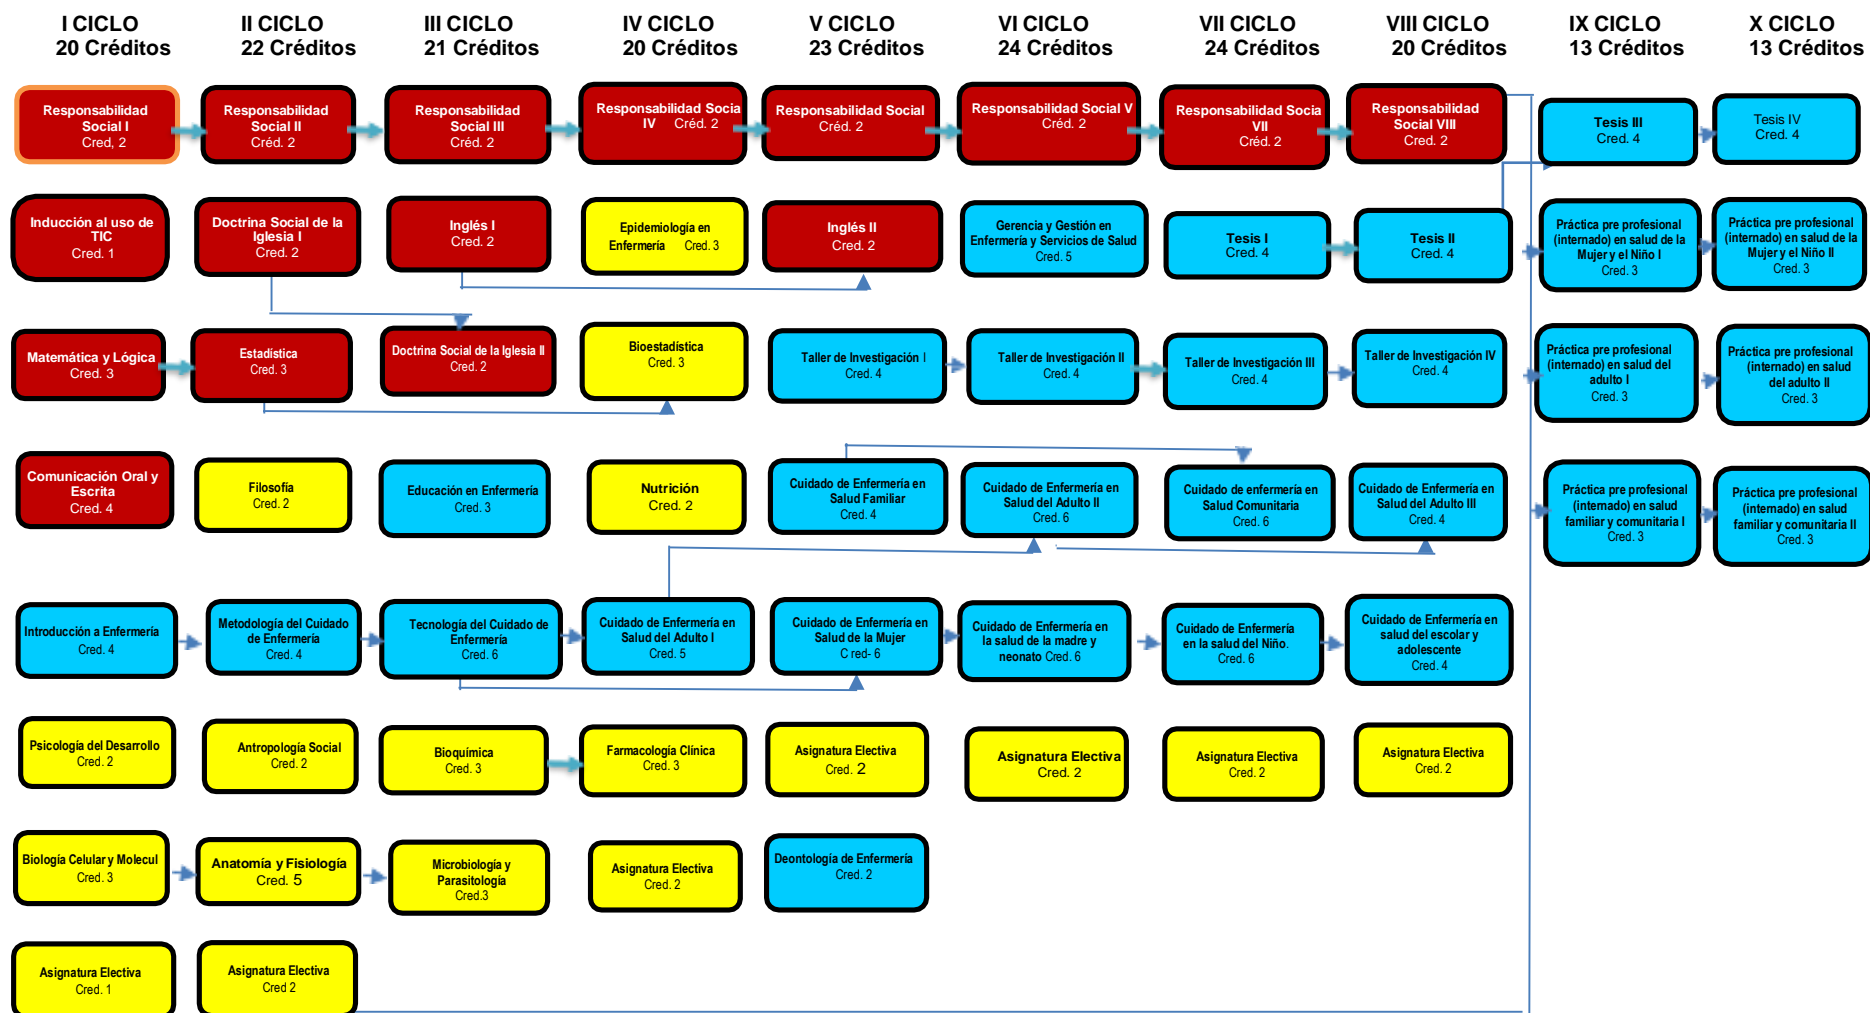 I CICLO
20 Créditos
II CICLO
22 Créditos
III CICLO
21 Créditos
IV CICLO
20 Créditos
V CICLO
23 Créditos
VI CICLO
24 Créditos
VII CICLO
24 Créditos
VIII CICLO
20 Créditos
IX CICLO
13 Créditos
X CICLO
13 Créditos
Responsabilidad
Social I
Cred, 2
Responsabilidad
Social II
Créd. 2
Responsabilidad
Social III
Créd. 2
Responsabilidad Socia
IV Créd. 2
Responsabilidad Social
Créd. 2
Responsabilidad Social V
Créd. 2
Responsabilidad Socia
VII
Créd. 2
Responsabilidad
Social VIII
Cred. 2
Tesis III
Cred. 4
Tesis IV
Cred. 4
Inducción al uso de
TIC
Cred. 1
Doctrina Social de la
Iglesia I
Cred. 2
Inglés I
Cred. 2
Epidemiología en
Enfermería Cred. 3
Inglés II
Cred. 2
Gerencia y Gestión en
Enfermería y Servicios de Salud
Cred. 5
Tesis I
Cred. 4
Tesis II
Cred. 4
Práctica pre profesional
(internado) en salud de la
Mujer y el Niño I
Cred. 3
Práctica pre profesional
(internado) en salud de la
Mujer y el Niño II
Cred. 3
Matemática y Lógica
Cred. 3
Estadística
Cred. 3
Doctrina Social de la Iglesia II
Cred. 2
Bioestadística
Cred. 3
Taller de Investigación I
Cred. 4
Taller de Investigación II
Cred. 4
Taller de Investigación III
Cred. 4
Taller de Investigación IV
Cred. 4
Práctica pre profesional
(internado) en salud del
adulto I
Cred. 3
Práctica pre profesional
(internado) en salud
del adulto II
Cred. 3
Comunicación Oral y
Escrita
Cred. 4
Filosofía
Cred. 2
Educación en Enfermería
Cred. 3
Nutrición
Cred. 2
Cuidado de Enfermería en
Salud Familiar
Cred. 4
Cuidado de Enfermería en
Salud del Adulto II
Cred. 6
Cuidado de enfermería en
Salud Comunitaria
Cred. 6
Cuidado de Enfermería en
Salud del Adulto III
Cred. 4
Práctica pre profesional
(internado) en salud
familiar y comunitaria I
Cred. 3
Práctica pre profesional
(internado) en salud
familiar y comunitaria II
Cred. 3
Introducción a Enfermería
Cred. 4
Metodología del Cuidado
de Enfermería
Cred. 4
Tecnología del Cuidado de
Enfermería
Cred. 6
Cuidado de Enfermería en
Salud del Adulto I
Cred. 5
Cuidado de Enfermería en
Salud de la Mujer
C red- 6
Cuidado de Enfermería en
la salud de la madre y
neonato Cred. 6
Cuidado de Enfermería
en la salud del Niño.
Cred. 6
Cuidado de Enfermería en
salud del escolar y
adolescente
Cred. 4
Psicología del Desarrollo
Cred. 2
Antropología Social
Cred. 2
Bioquímica
Cred. 3
Farmacología Clínica
Cred. 3
Asignatura Electiva
Cred. 2
Asignatura Electiva
Cred. 2
Asignatura Electiva
Cred. 2
Asignatura Electiva
Cred. 2
Biología Celular y Molecul
Cred. 3
Anatomía y Fisiología
Cred. 5
Microbiología y
Parasitología
Cred.3
Asignatura Electiva
Cred. 2
Deontología de Enfermería
Cred. 2
Asignatura Electiva
Cred. 1
Asignatura Electiva
Cred 2